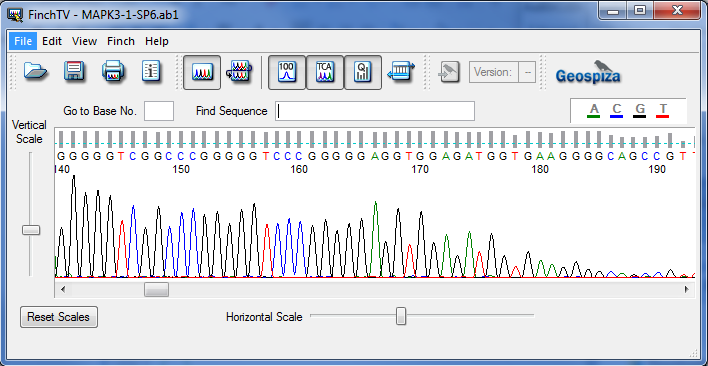 FinchTV - MAPK3-1-SP6.ab1
File Edit View Finch Help
100 TCA Q Version: -- Geospiza
Go to Base No. Find Sequence A C G T
Vertical
Scale
GGGGGTCGGCCCGGGGGTCCCGGGGGAGGTGGAGATGGTGAAGGGGCAGCCGTT
140 150 160 170 180 190
Reset Scales Horizontal Scale